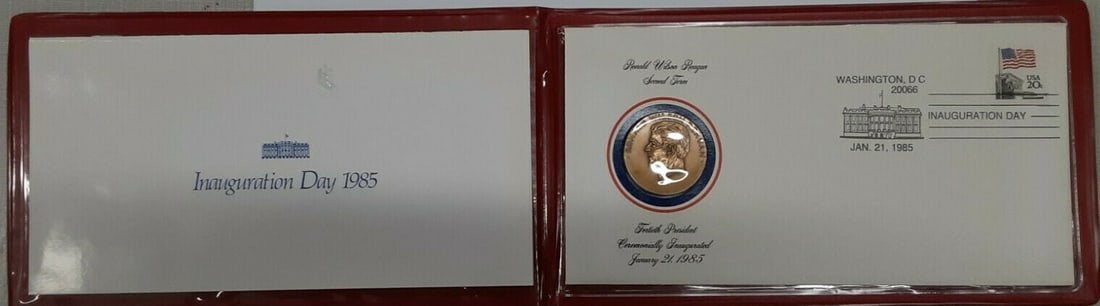 Inauguration Day 1985
Ronald Wilson Reagan
Second Term
Fortieth President
Ceremonially Inaugurated
January 21, 1985
WASHINGTON, D C
20066
INAUGURATION DAY
JAN. 21, 1985
USA
20c